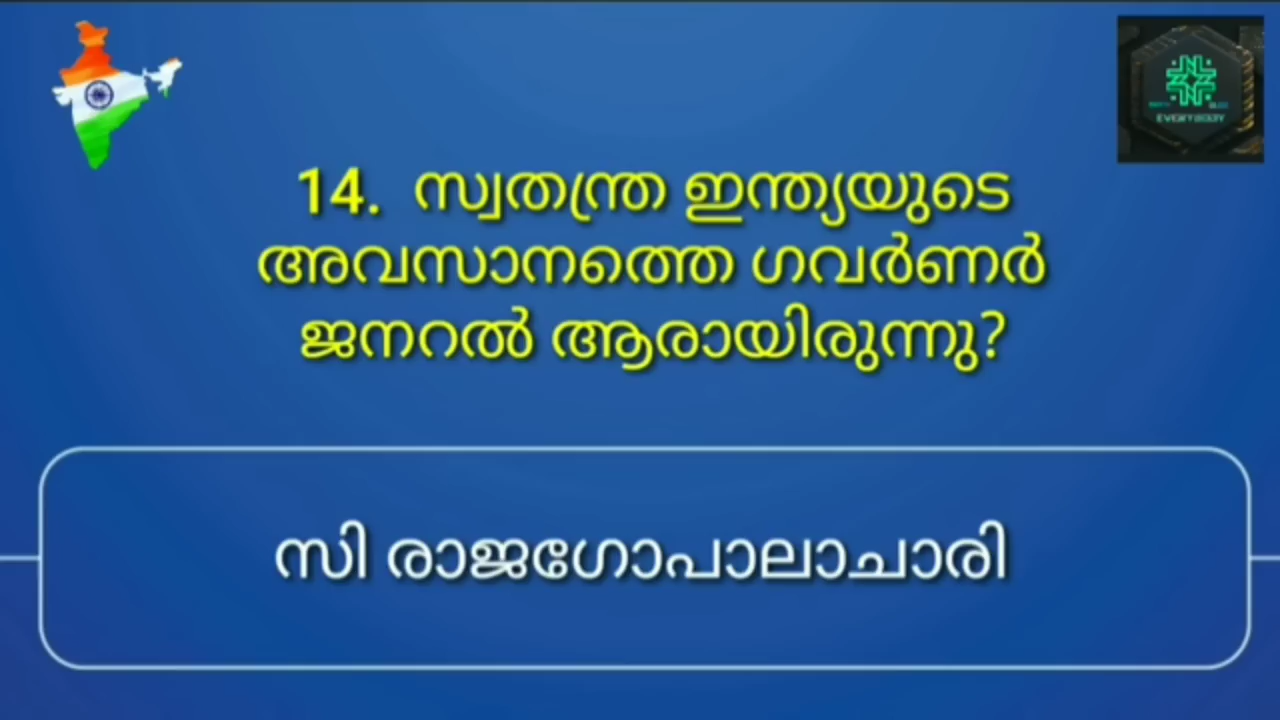 14. സ്വതന്ത്ര ഇന്ത്യയുടെ
അവസാനത്തെ ഗവർണർ
ജനറൽ ആരായിരുന്നു?
സി രാജഗോപാലാചാരി